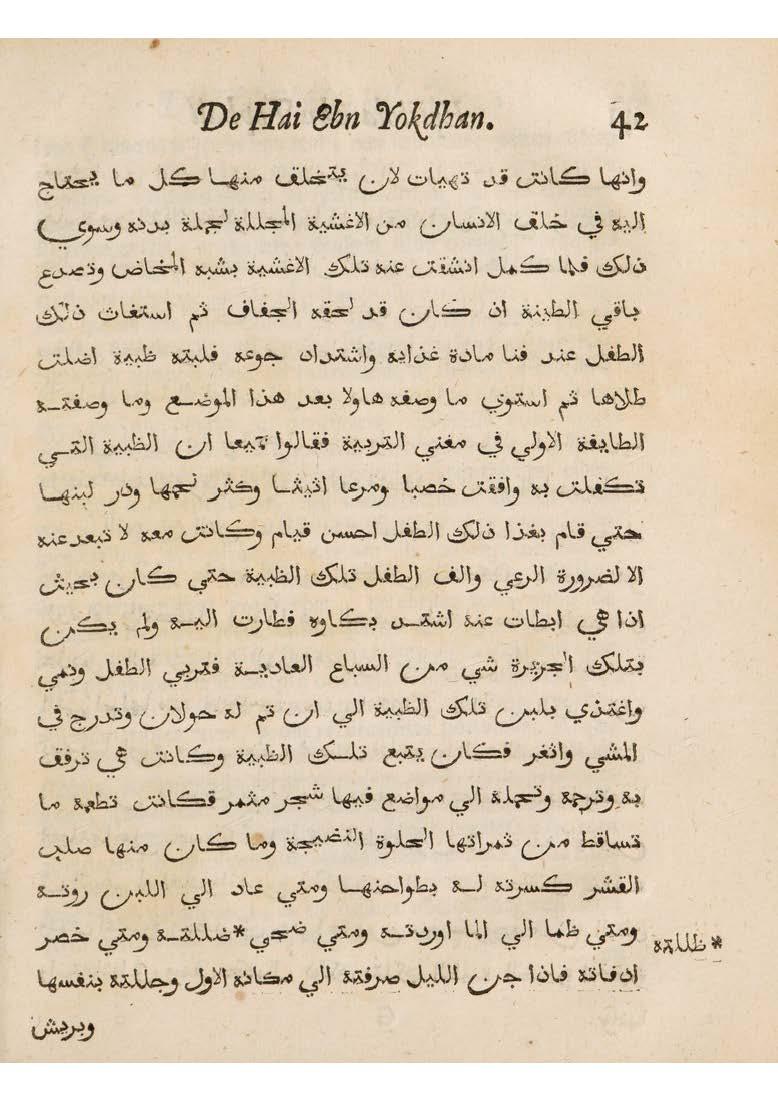 De Hai Ebn Yokdhan. 42
وانها كانت قد تهيات لان يتخلق منها كل ما يحتاج
اليه في خلق الانسان من الاغشية المجللة لجملة بدنه وسوي
ذلك فلما كمل انشقت عنه تلك الاغشية بشبه المخاض وتصدع
باقي الطينة ان كان قد لحقه الجفاف ثم استغاث ذلك
الطفل عند فنا مادة غذايه واشتداد جوعه فلبته ظبية اضلت
طلاها ثم استوي ما وصفه هاولا بعد هذا الموضع وما وصفته
الطايفة الاولي في مغني التربية فقالوا جميعا ان الظبية التي
تكفلت به وافقت خصبا ومرعا اثيثا وكثر لحمها ودر لبنها
حتي قام بغذا ذلك الطفل احسن قيام وكانت معه لا تبعد عنه
الا لضرورة الرعي والف الطفل تلك الظبية حتي كان بحيث
اذا هي ابطات عنه اشتد بكاوه فطارت اليه ولم يكن
بتلك الجزيرة شي من السباع العادية فتربي الطفل ونمي
واغتذي بلبن تلك الظبية الي ان تم له حولان وتدرج في
المشي واثغر فكان يتبع تلك الظبية وكانت هي ترفق
به وترحمه وتحمله الي مواضع فيها شجر مثمر فكانت تطعمه ما
تساقط من ثمراتها الحلوة النضيجة وما كان منها صلب
القشر كسرته له بطواحنها ومتي عاد الي اللبن روته
ومتي ظما الي الما اوردته ومتي ضحي *ضللته ومتي خصر
* ظللته
ادفاته فاذا جن الليل صرفته الي مكانه الاول وجللته بنفسها
وبريش